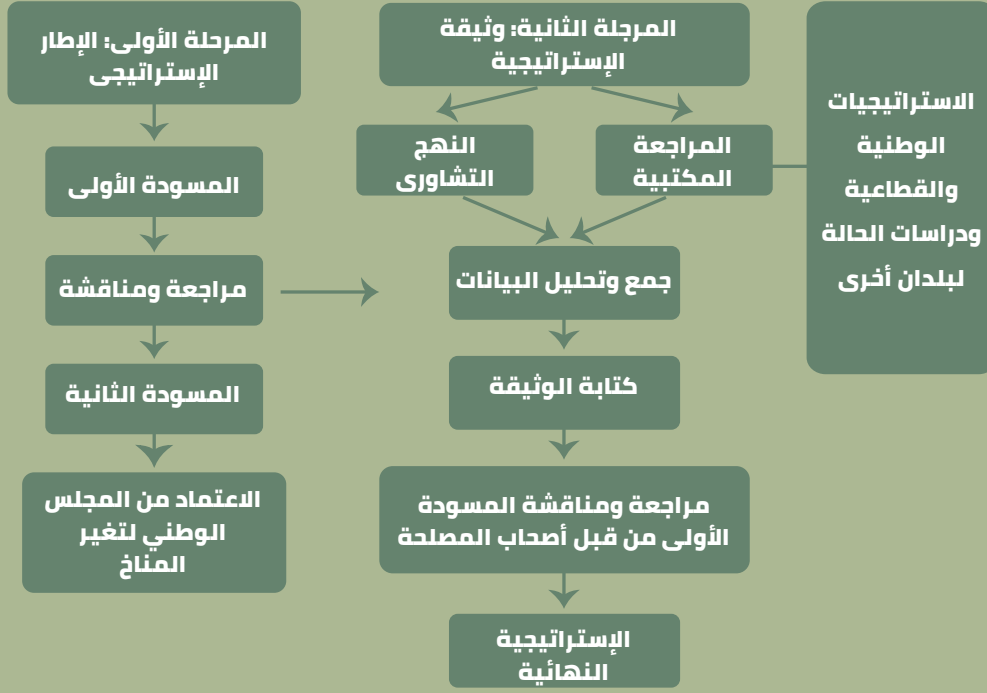 المرحلة الأولى: الإطار
الإستراتيجى
المسودة الأولى
مراجعة ومناقشة
المسودة الثانية
الاعتماد من المجلس
الوطني لتغير
المناخ
المرجلة الثانية: وثيقة
الإستراتيجية
النهج
التشاورى
المراجعة
المكتبية
جمع وتحليل البيانات
كتابة الوثيقة
مراجعة ومناقشة المسودة
الأولى من قبل أصحاب المصلحة
الإستراتيجية
النهائية
الاستراتيجيات
الوطنية
والقطاعية
ودراسات الحالة
لبلدان أخرى